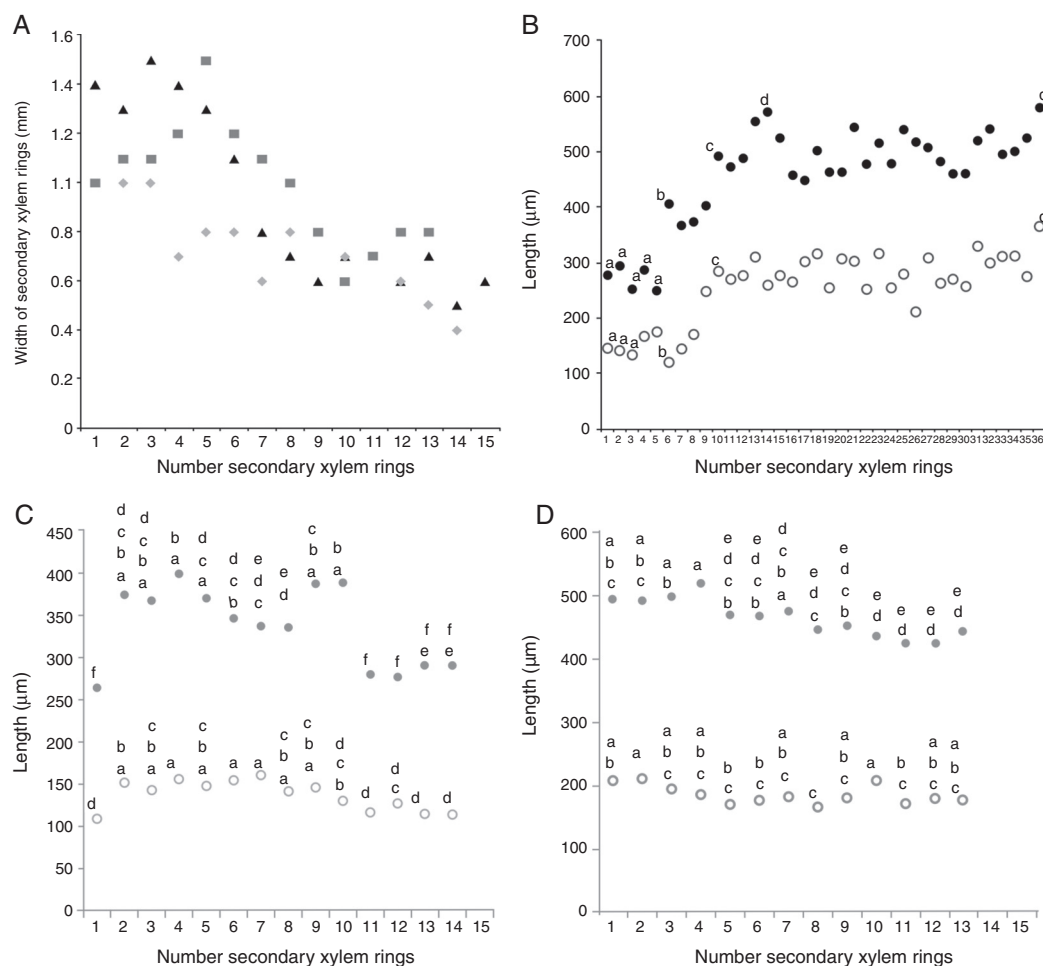 A
Width of secondary xylem rings (mm)
1.6
1.4
1.2
1.1
0.8
0.6
0.4
0.2
0
1 2 3 4 5 6 7 8 9 10 11 12 13 14 15
Number secondary xylem rings
B
Length (μm)
700
600
500
400
300
200
100
0
d
c
b
a a a a a
c
a a a
b
1 2 3 4 5 6 7 8 9 10 11 12 13 14 15 16 17 18 19 20 21 22 23 24 25 26 27 28 29 30 31 32 33 34 35 36
Number secondary xylem rings
C
Length (μm)
450
400
350
300
250
200
150
100
50
0
f
d c b a
d c b a
b a
d c a
d c b
e d c
e d
c b a
b a
f
f
f e
f e
d
b a
c b a
a
c b a
a
a
c b a
c b a
d c b
d
d c
d
d
1 2 3 4 5 6 7 8 9 10 11 12 13 14 15
Number secondary xylem rings
D
Length (μm)
600
500
400
300
200
100
0
a b c
a b c
a b
a
e d c b
e d c b
d c b a
e d c
e d c b
e d
e d
e d
e d
a b
a
a b c
a b c
b c
b c
a b c
c
a b c
a
b c
a b c
a b c
1 2 3 4 5 6 7 8 9 10 11 12 13 14 15
Number secondary xylem rings